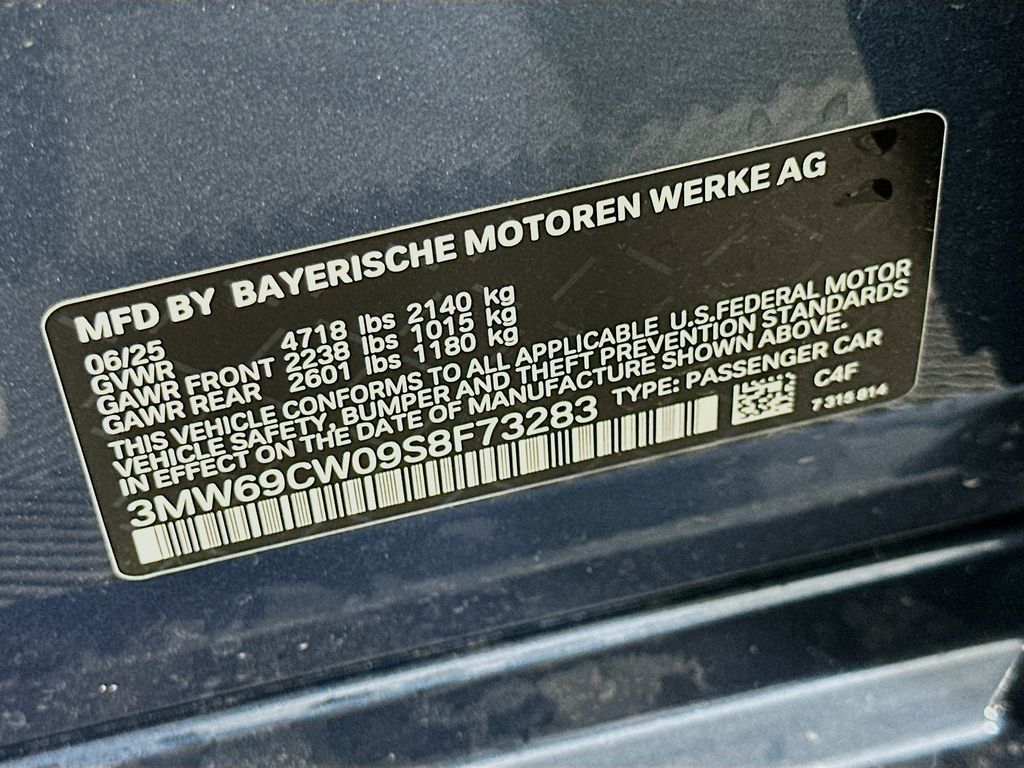 MFD BY BAYERISCHE MOTOREN WERKE AG
06/25
GVWR 4718 lbs 2140 kg
GAWR FRONT 2238 lbs 1015 kg
GAWR REAR 2601 lbs 1180 kg
THIS VEHICLE CONFORMS TO ALL APPLICABLE U.S.FEDERAL MOTOR
VEHICLE SAFETY, BUMPER AND THEFT PREVENTION STANDARDS
IN EFFECT ON THE DATE OF MANUFACTURE SHOWN ABOVE.
3MW69CW09S8F73283 TYPE: PASSENGER CAR
C4F
7 315 814